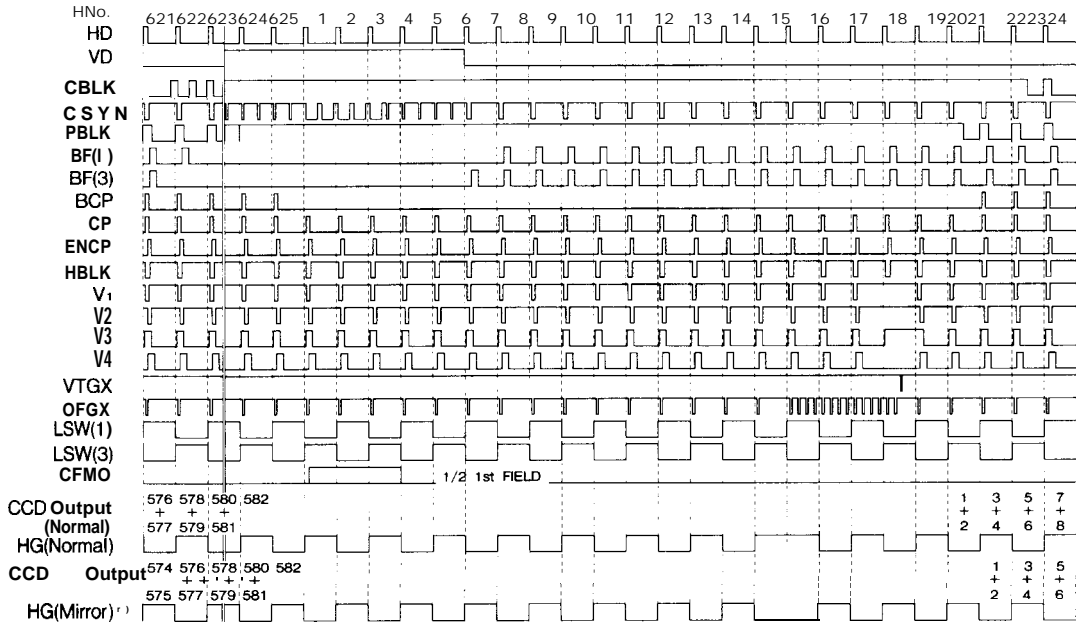 HNo. 621 622 623 624 625 1 2 3 4 5 6 7 8 9 10 11 12 13 14 15 16 17 18 19 20 21 22 23 24
HD
VD
CBLK
CSYN
PBLK
BF(1)
BF(3)
BCP
CP
ENCP
HBLK
V1
V2
V3
V4
VTGX
OFGX
LSW(1)
LSW(3)
CFMO 1/2 1st FIELD
576 578 580 582 1 3 5 7
CCD Output + + + + + + +
(Normal) 577 579 581 2 4 6 8
HG(Normal)
574 576 578 580 582 1 3 5
CCD Output + + + + + + +
575 577 579 581 2 4 6
HG(Mirror)